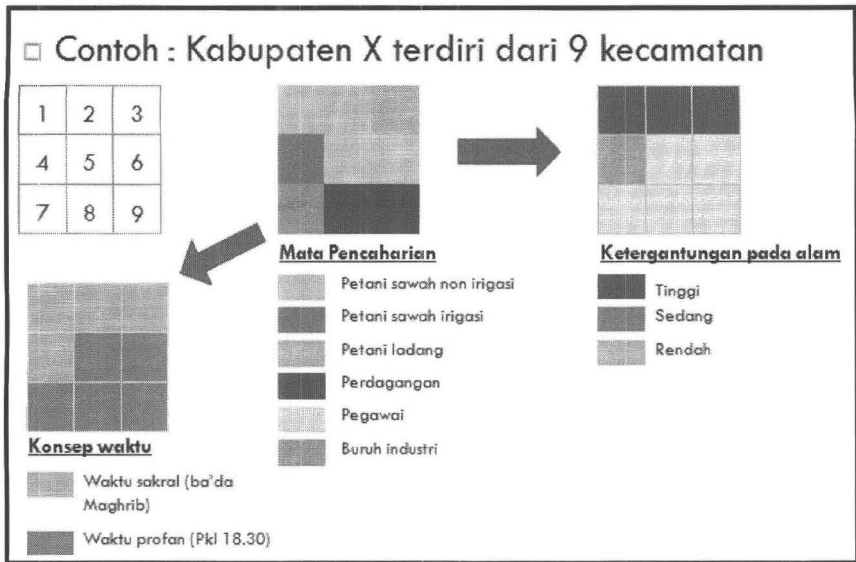 Contoh : Kabupaten X terdiri dari 9 kecamatan
1 2 3
4 5 6
7 8 9
Mata Pencaharian
Petani sawah non irigasi
Petani sawah irigasi
Petani ladang
Perdagangan
Pegawai
Buruh industri
Ketergantungan pada alam
Tinggi
Sedang
Rendah
Konsep waktu
Waktu sakral (ba'da
Maghrib)
Waktu profan (Pkl 18.30)